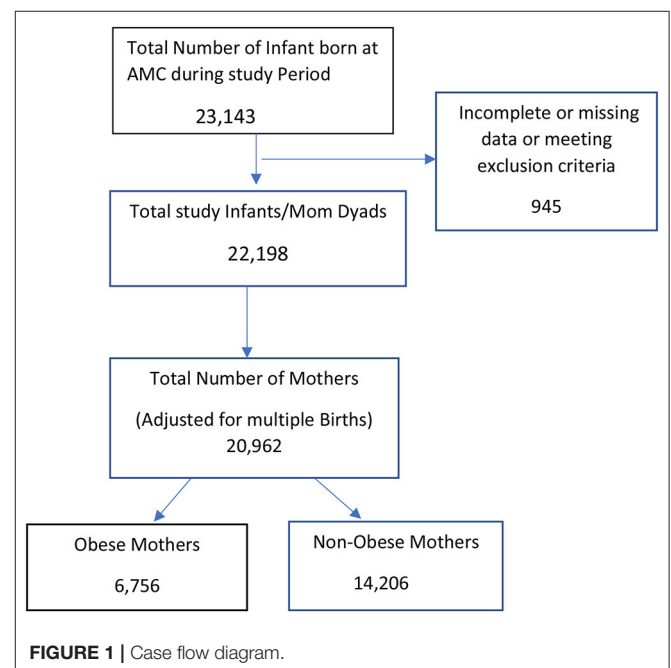 Total Number of Infant born at
AMC during study Period
23,143
Incomplete or missing
data or meeting
exclusion criteria
945
Total study Infants/Mom Dyads
22,198
Total Number of Mothers
(Adjusted for multiple Births)
20,962
Obese Mothers
6,756
Non-Obese Mothers
14,206
FIGURE 1 | Case flow diagram.